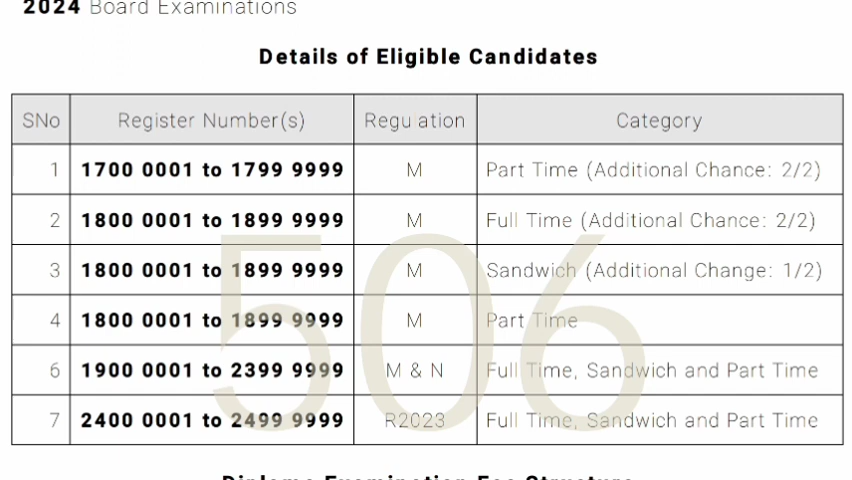 2024 Board Examinations
Details of Eligible Candidates
SNo Register Number(s) Regu ation Category
1 1700 0001 to 1799 9999 M Part Time (Additional Chance: 2/2)
2 1800 0001 to 1899 9999 M Full Time (Additional Chance: 2/2)
3 1800 0001 to 1899 9999 M Sandwich (Additional Change: 1/2)
4 1800 0001 to 1899 9999 M Part Time
6 1900 0001 to 2399 9999 M & N Full Time, Sandwich and Part Time
7 2400 0001 to 2499 9999 R2023 Full Time, Sandwich and Part Time
506
Diploma Examination Fee Structure